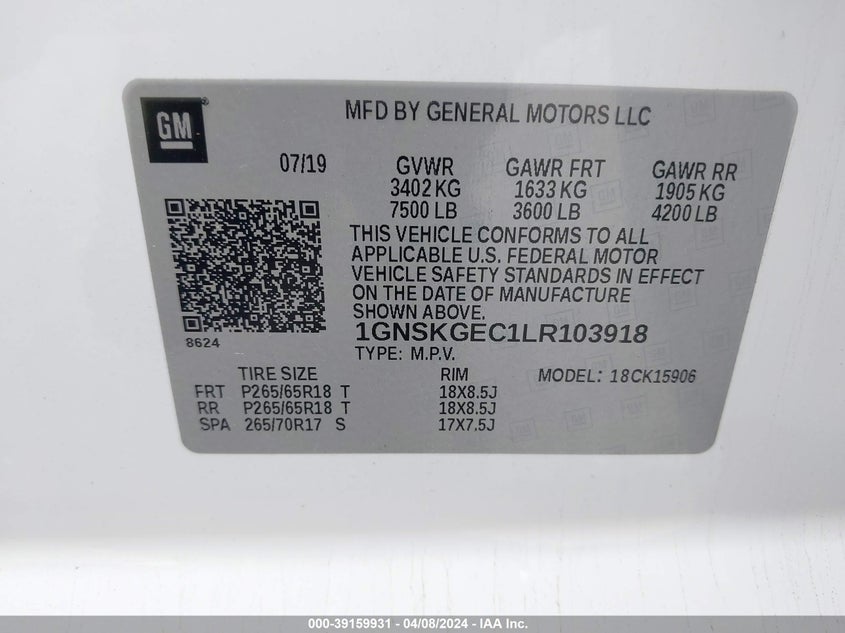 GM
MFD BY GENERAL MOTORS LLC
07/19 GVWR GAWR FRT GAWR RR
3402 KG 1633 KG 1905 KG
7500 LB 3600 LB 4200 LB
THIS VEHICLE CONFORMS TO ALL
APPLICABLE U.S. FEDERAL MOTOR
VEHICLE SAFETY STANDARDS IN EFFECT
ON THE DATE OF MANUFACTURE
SHOWN ABOVE.
1GNSKGEC1LR103918
8624
TYPE: M.P.V.
TIRE SIZE RIM MODEL: 18CK15906
FRT P265/65R18 T 18X8.5J
RR P265/65R18 T 18X8.5J
SPA 265/70R17 S 17X7.5J
000-39159931 - 04/08/2024 - IAA Inc.